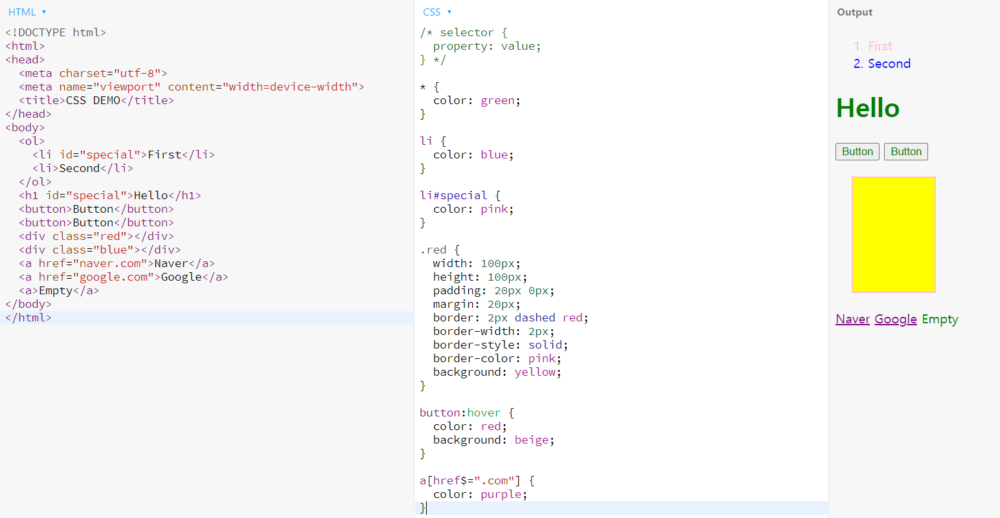 HTML ▾
<!DOCTYPE html>
<html>
<head>
  <meta charset="utf-8">
  <meta name="viewport" content="width=device-width">
  <title>CSS DEMO</title>
</head>
<body>
  <ol>
    <li id="special">First</li>
    <li>Second</li>
  </ol>
  <h1 id="special">Hello</h1>
  <button>Button</button>
  <button>Button</button>
  <div class="red"></div>
  <div class="blue"></div>
  <a href="naver.com">Naver</a>
  <a href="google.com">Google</a>
  <a>Empty</a>
</body>
</html>
CSS ▾
/* selector {
  property: value;
} */

* {
  color: green;
}

li {
  color: blue;
}

li#special {
  color: pink;
}

.red {
  width: 100px;
  height: 100px;
  padding: 20px 0px;
  margin: 20px;
  border: 2px dashed red;
  border-width: 2px;
  border-style: solid;
  border-color: pink;
  background: yellow;
}

button:hover {
  color: red;
  background: beige;
}

a[href$=".com"] {
  color: purple;
}
Output
1. First
2. Second
Hello
Button Button
Naver Google Empty